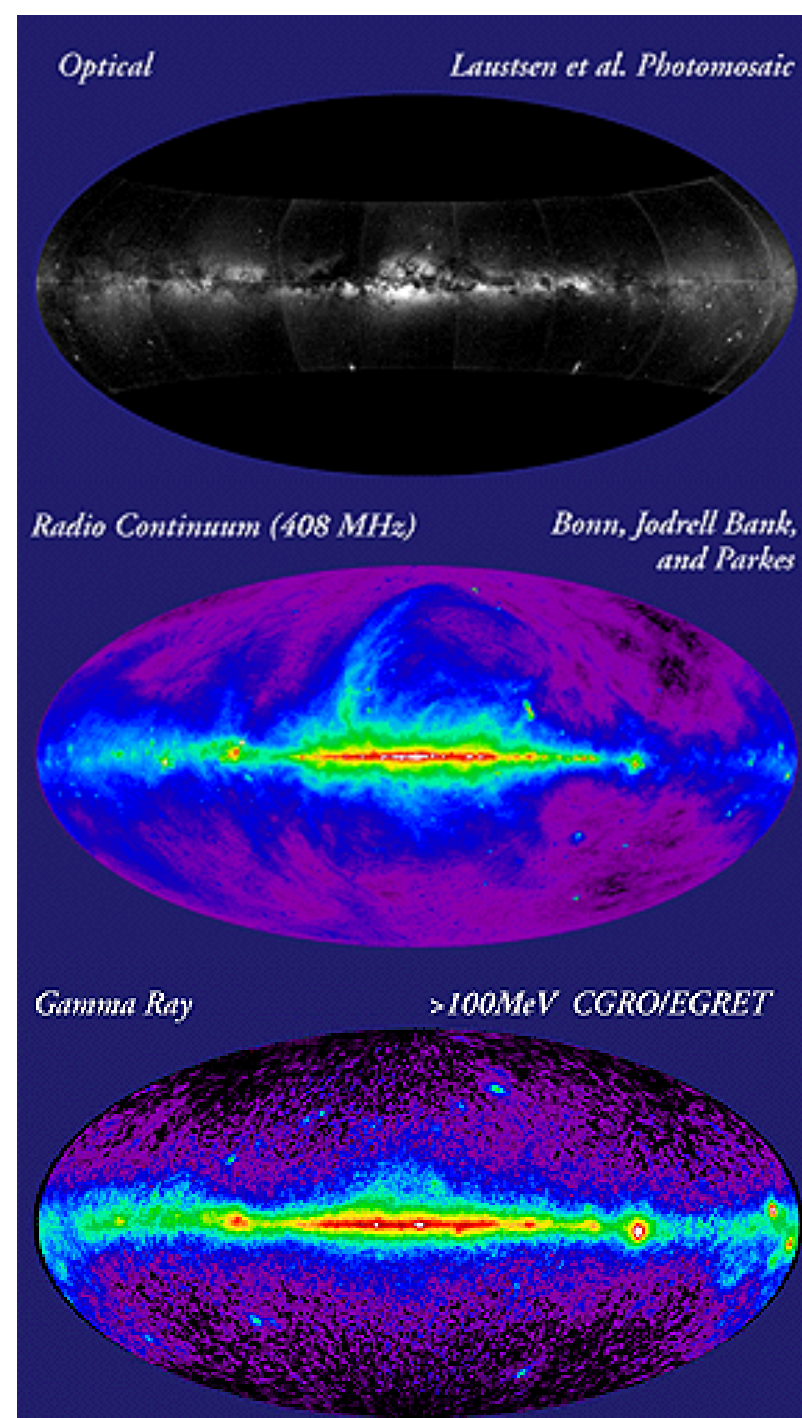 Optical
Laustsen et al. Photomosaic
Radio Continuum (408 MHz)
Bonn, Jodrell Bank,
and Parkes
Gamma Ray
>100MeV CGRO/EGRET